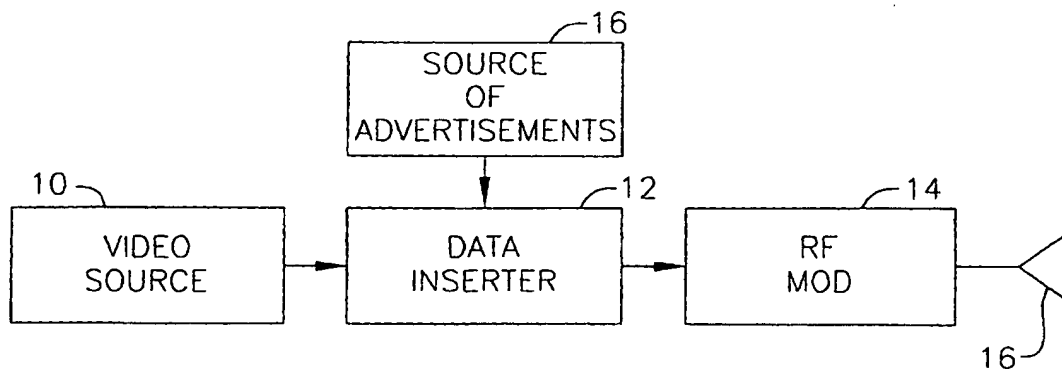 16
SOURCE
OF
ADVERTISEMENTS
10
12
14
VIDEO
SOURCE
DATA
INSERTER
RF
MOD
16